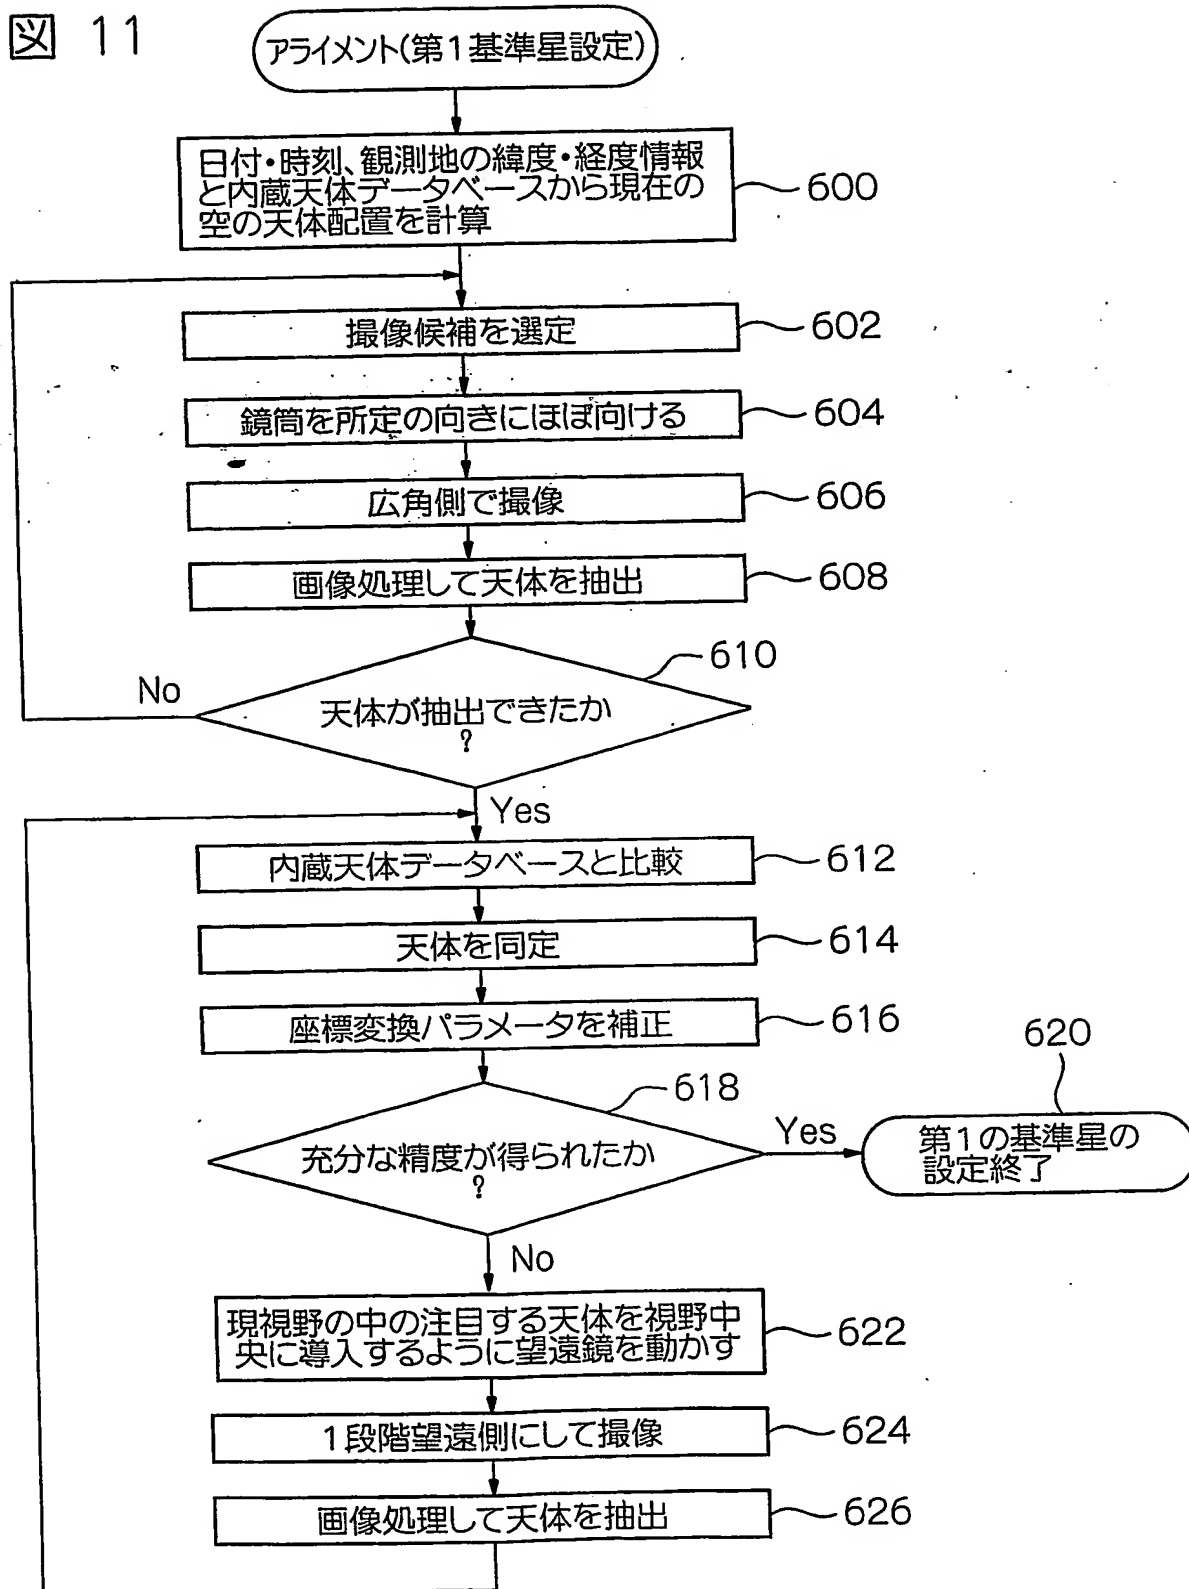 図 11
アライメント(第1基準星設定)
日付・時刻、観測地の緯度・経度情報
と内蔵天体データベースから現在の
空の天体配置を計算
600
撮像候補を選定
602
鏡筒を所定の向きにほぼ向ける
604
広角側で撮像
606
画像処理して天体を抽出
608
610
No
天体が抽出できたか
?
Yes
内蔵天体データベースと比較
612
天体を同定
614
座標変換パラメータを補正
616
620
618
充分な精度が得られたか
?
Yes
第1の基準星の
設定終了
No
現視野の中の注目する天体を視野中
央に導入するように望遠鏡を動かす
622
1段階望遠側にして撮像
624
画像処理して天体を抽出
626